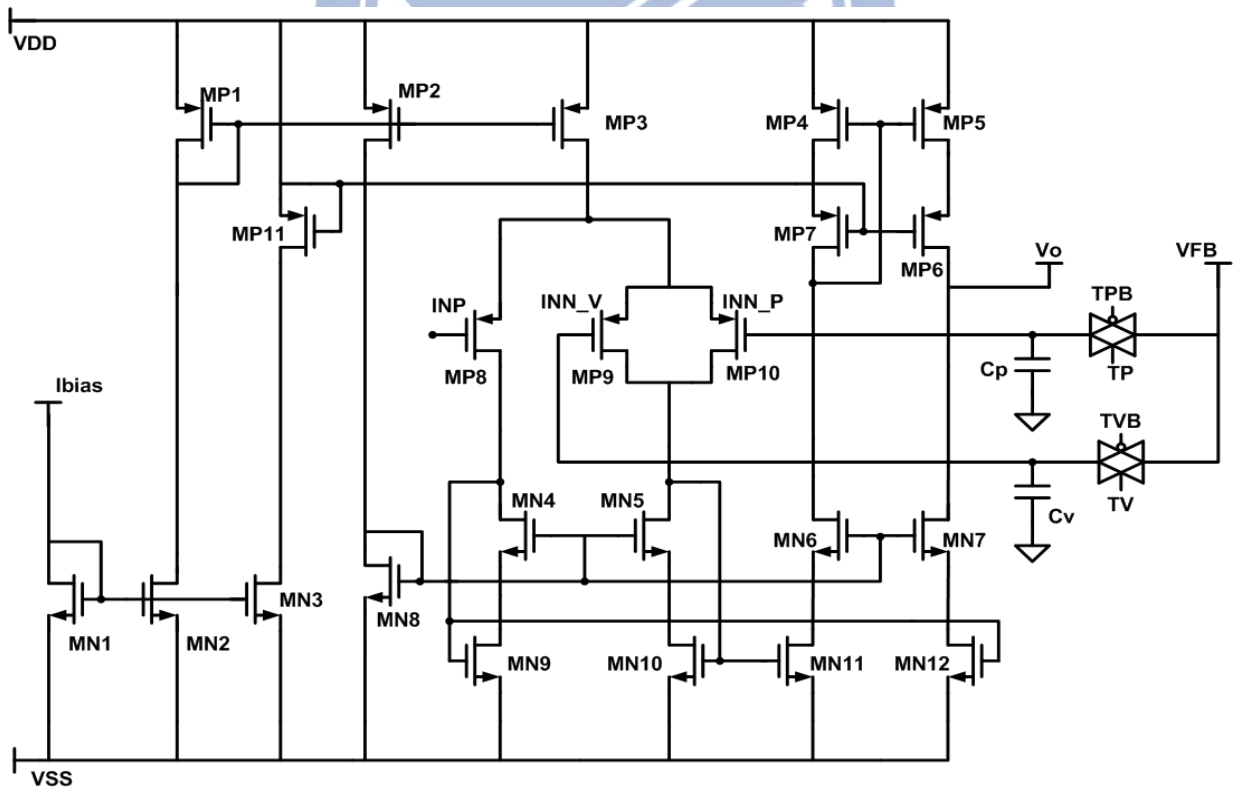 VDD
MP1
MP2
MP3
MP4
MP5
MP11
MP7
MP6
Vo
VFB
INP
INN_V
INN_P
TPB
MP8
MP9
MP10
Cp
TP
Ibias
TVB
MN4
MN5
MN6
MN7
Cv
TV
MN1
MN2
MN3
MN8
MN9
MN10
MN11
MN12
VSS